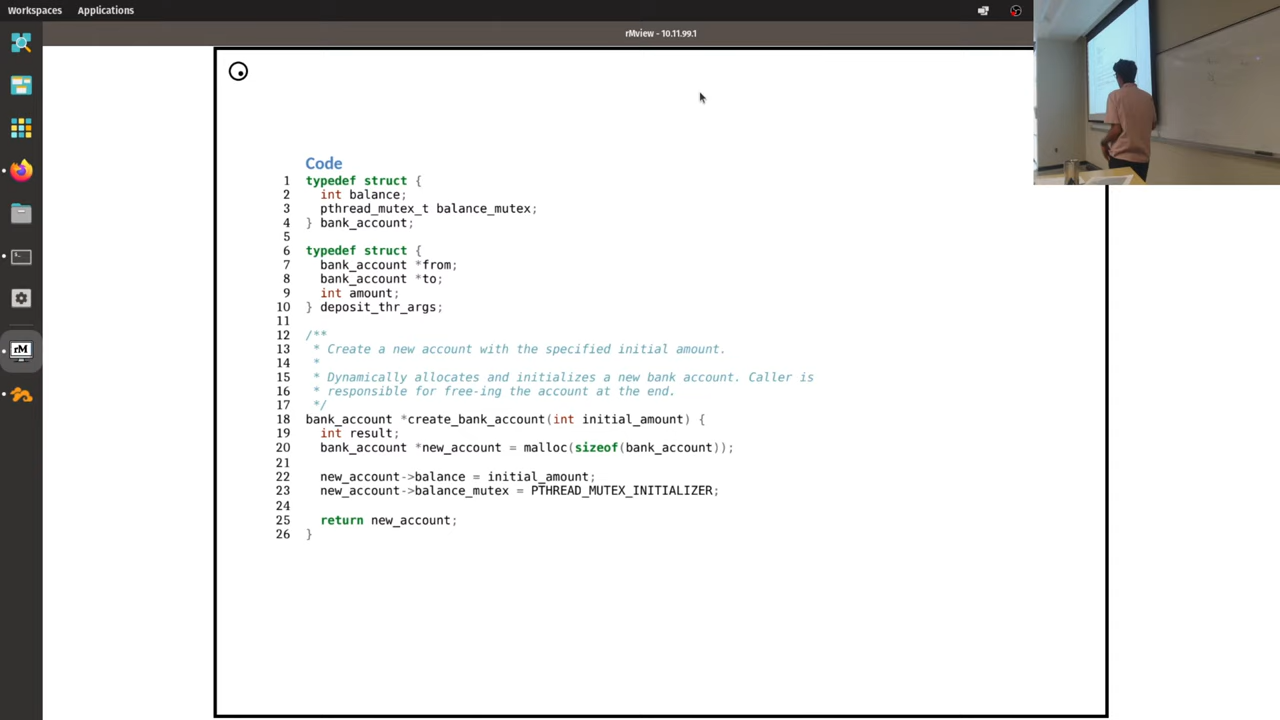 Workspaces Applications
rMview - 10.11.99.1
Code
1 typedef struct {
2 int balance;
3 pthread_mutex_t balance_mutex;
4 } bank_account;
5
6 typedef struct {
7 bank_account *from;
8 bank_account *to;
9 int amount;
10 } deposit_thr_args;
11
12 /**
13 * Create a new account with the specified initial amount.
14 *
15 * Dynamically allocates and initializes a new bank account. Caller is
16 * responsible for free-ing the account at the end.
17 */
18 bank_account *create_bank_account(int initial_amount) {
19 int result;
20 bank_account *new_account = malloc(sizeof(bank_account));
21
22 new_account->balance = initial_amount;
23 new_account->balance_mutex = PTHREAD_MUTEX_INITIALIZER;
24
25 return new_account;
26 }
rM